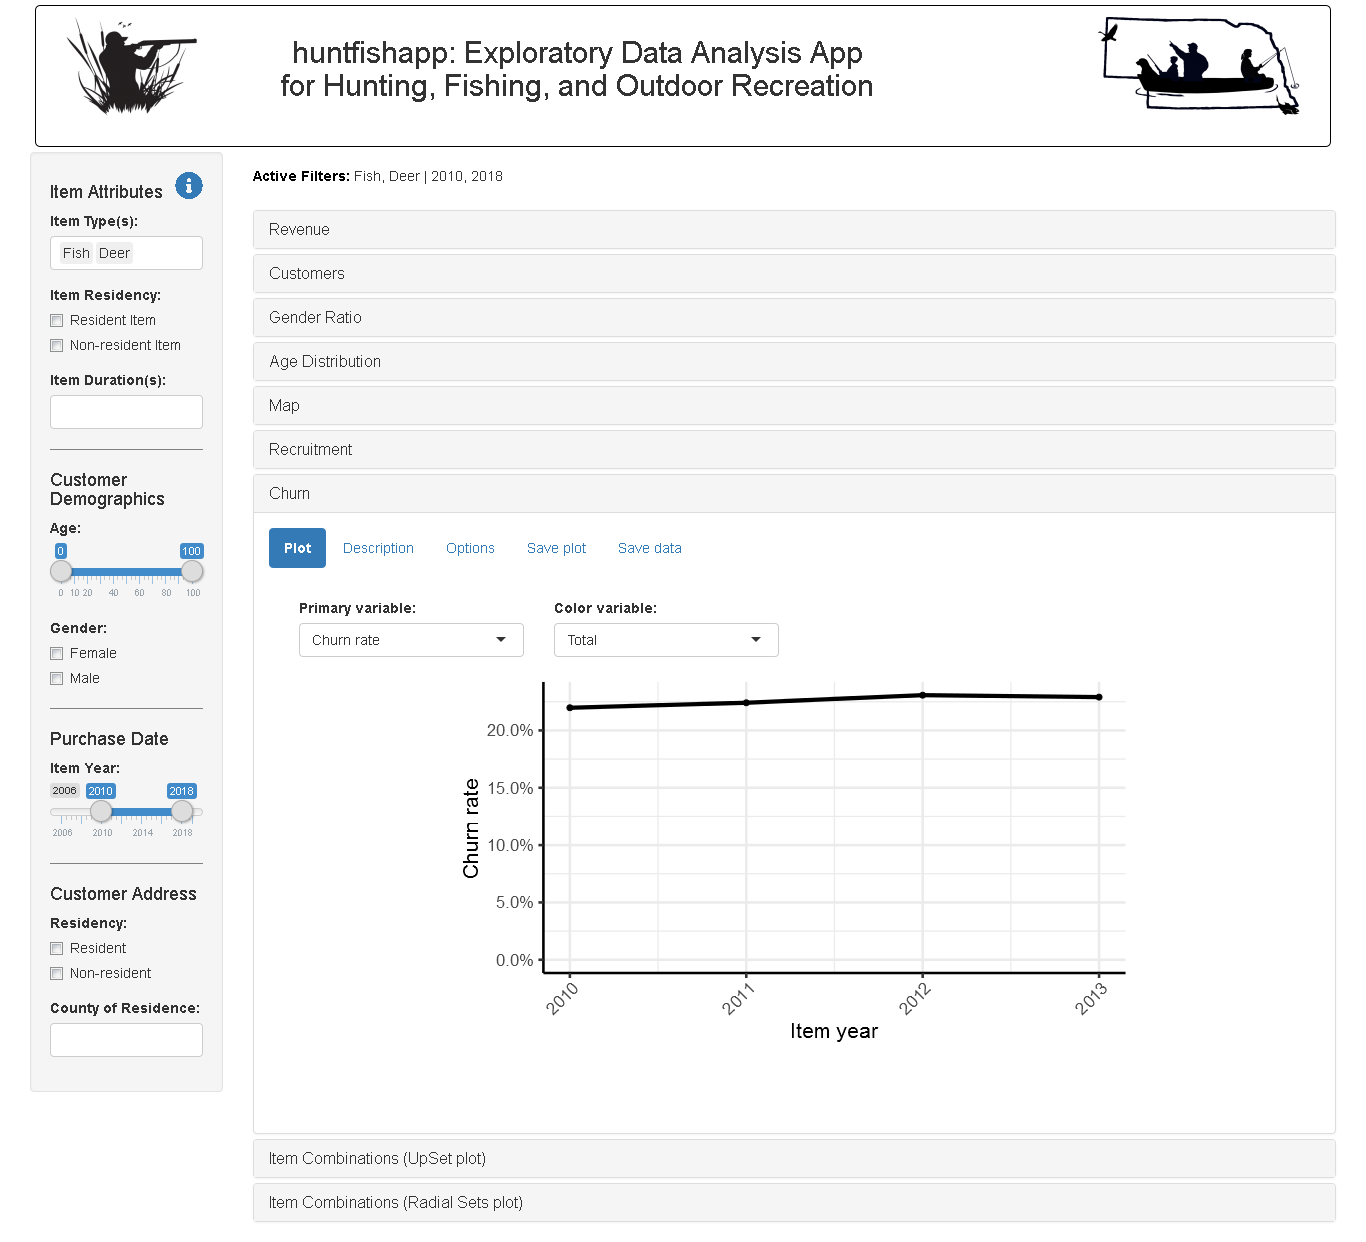 huntfishapp: Exploratory Data Analysis App
for Hunting, Fishing, and Outdoor Recreation
Item Attributes
Item Type(s):
Fish Deer
Item Residency:
Resident Item
Non-resident Item
Item Duration(s):
Customer
Demographics
Age:
0 100
0 10 20 40 60 80 100
Gender:
Female
Male
Purchase Date
Item Year:
2006 2010 2018
2006 2010 2014 2018
Customer Address
Residency:
Resident
Non-resident
County of Residence:
Active Filters: Fish, Deer | 2010, 2018
Revenue
Customers
Gender Ratio
Age Distribution
Map
Recruitment
Churn
Plot Description Options Save plot Save data
Primary variable: Color variable:
Churn rate Total
Churn rate
20.0%
15.0%
10.0%
5.0%
0.0%
2010 2011 2012 2013
Item year
Item Combinations (UpSet plot)
Item Combinations (Radial Sets plot)